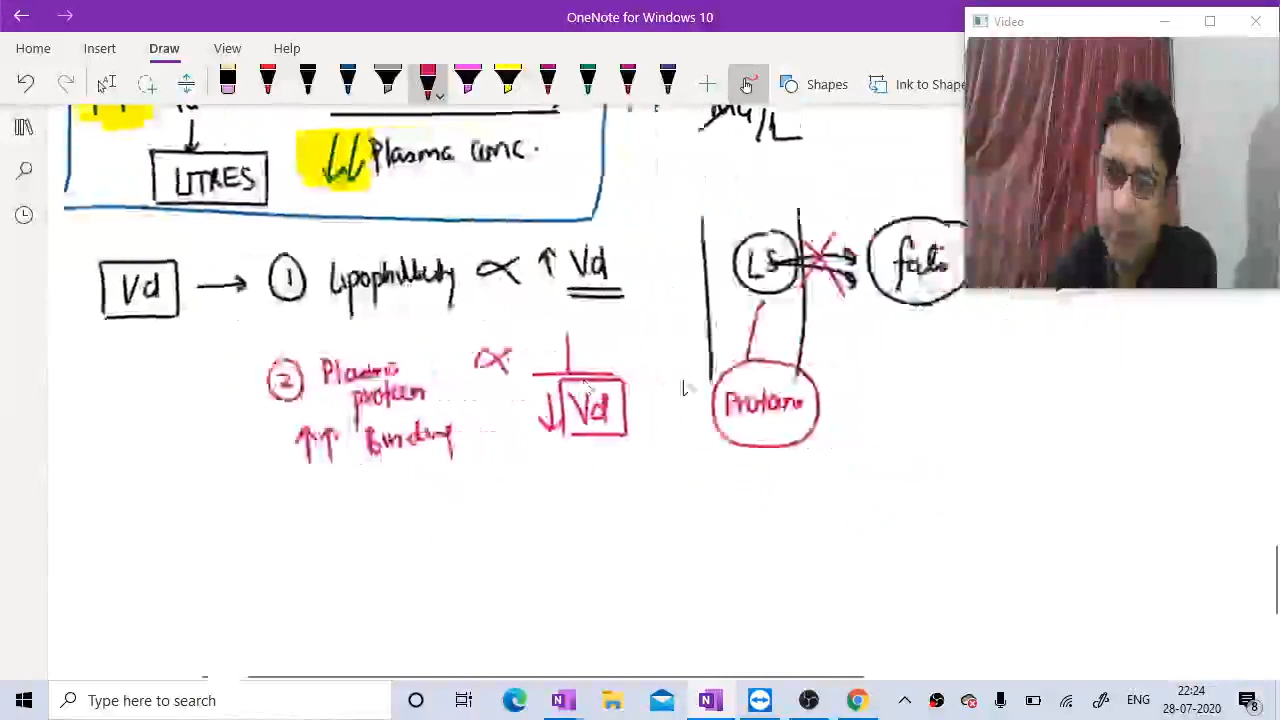 OneNote for Windows 10
Video
Home Insert Draw View Help
Shapes
Ink to Shape
/L
Plasma conc.
LITRES
Vd → ① Lipophillicity ∝ ↑ Vd
LS
fats
② Plasma protein ↑↑ Binding ∝ 1 / ↓ Vd
Protein
Type here to search
ENG
22:24
28-07-2020
8